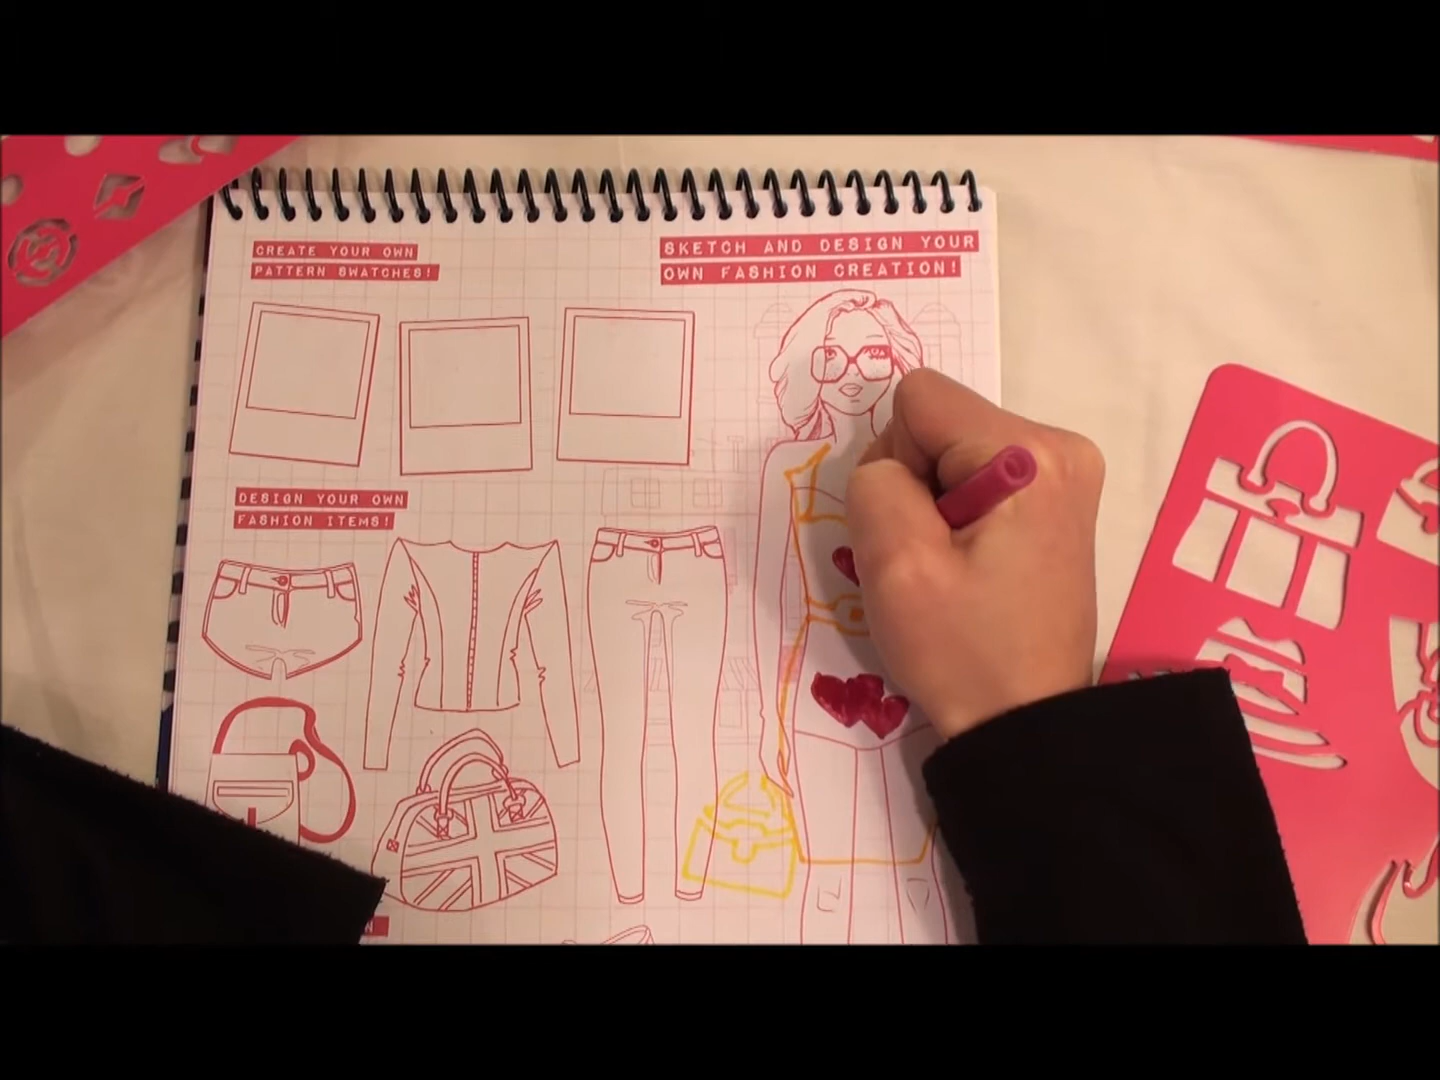 CREATE YOUR OWN
PATTERN SWATCHES!
SKETCH AND DESIGN YOUR
OWN FASHION CREATION!
DESIGN YOUR OWN
FASHION ITEMS!